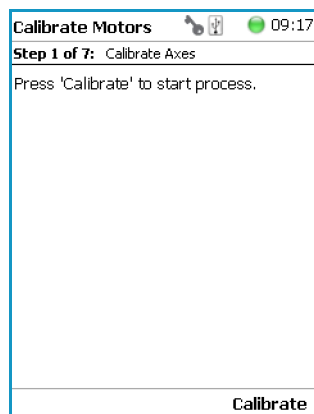 Calibrate Motors 09:17
Step 1 of 7: Calibrate Axes
Press 'Calibrate' to start process.
Calibrate